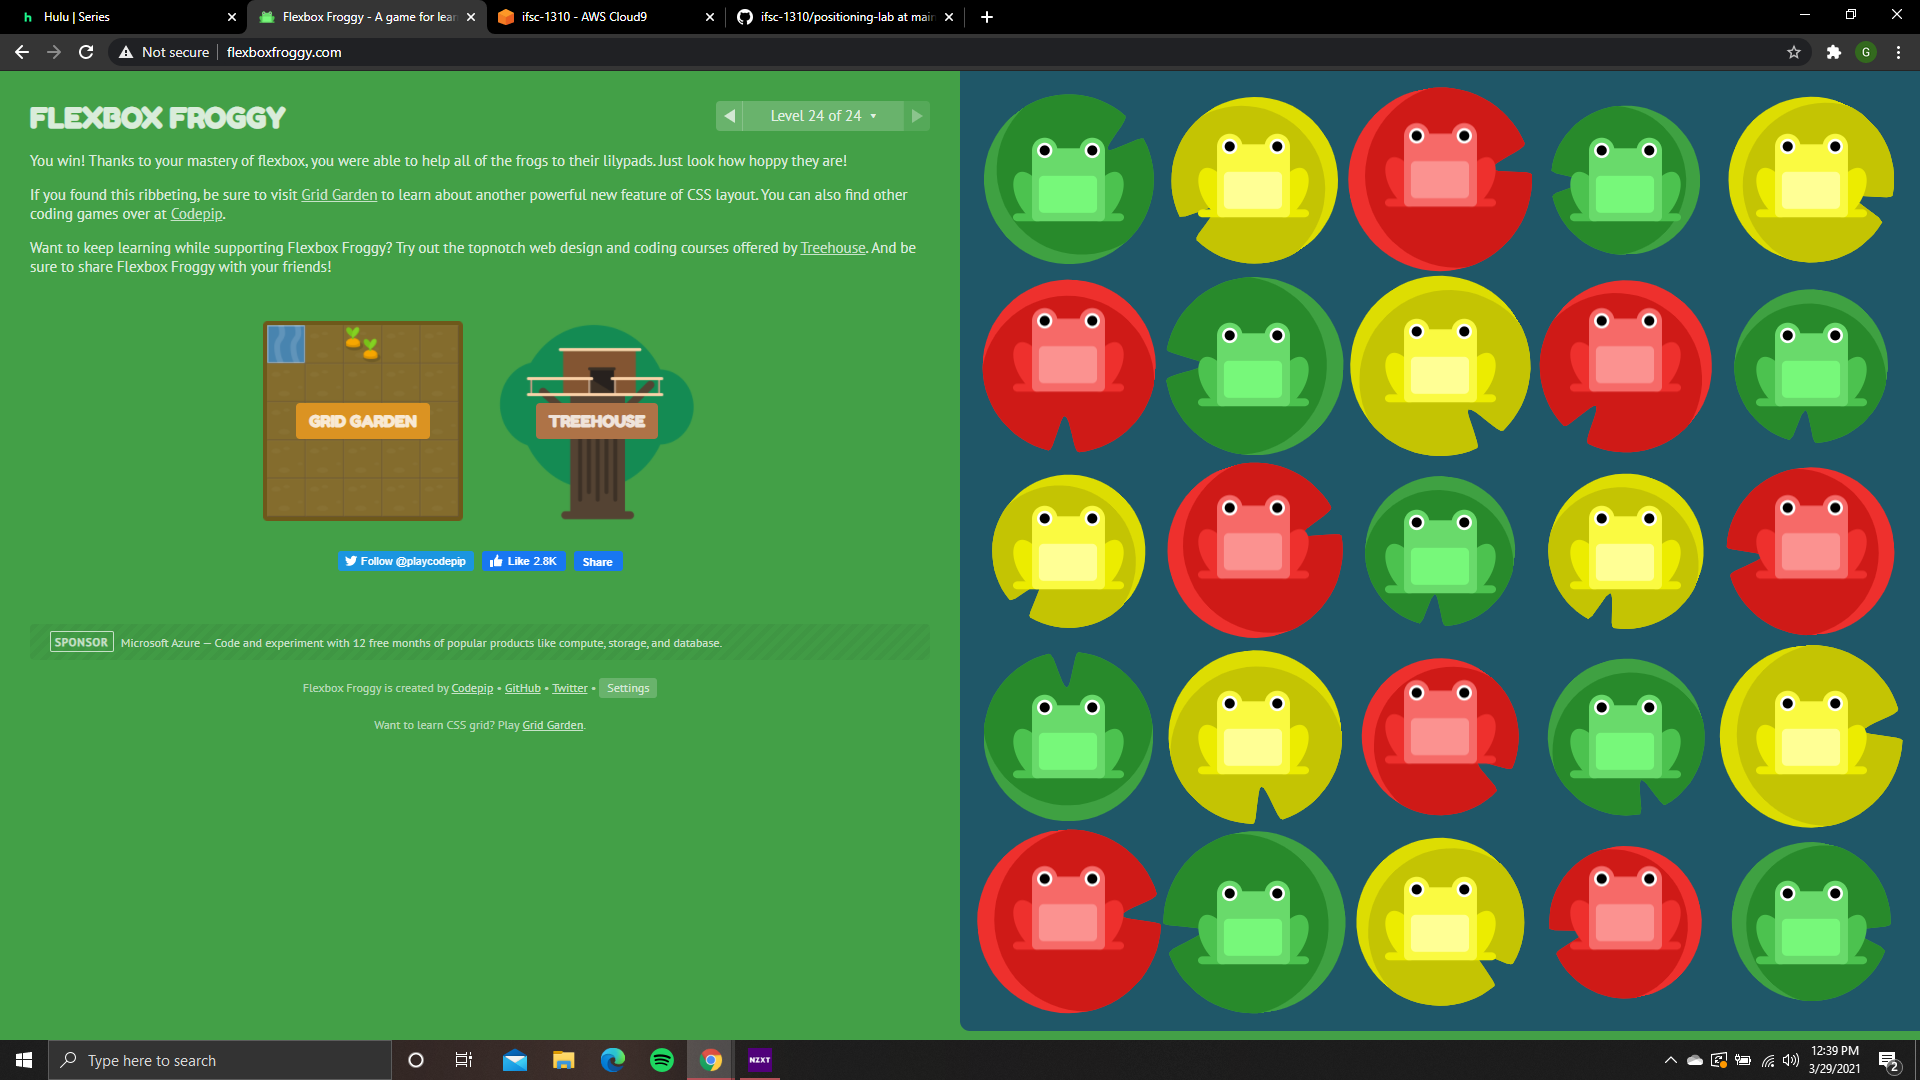 Hulu | Series
Flexbox Froggy - A game for lear
ifsc-1310 - AWS Cloud9
ifsc-1310/positioning-lab at main
Not secure
flexboxfroggy.com
G
FLEXBOX FROGGY
Level 24 of 24
You win! Thanks to your mastery of flexbox, you were able to help all of the frogs to their lilypads. Just look how hoppy they are!
If you found this ribbeting, be sure to visit Grid Garden to learn about another powerful new feature of CSS layout. You can also find other
coding games over at Codepip.
Want to keep learning while supporting Flexbox Froggy? Try out the topnotch web design and coding courses offered by Treehouse. And be
sure to share Flexbox Froggy with your friends!
GRID GARDEN
TREEHOUSE
Follow @playcodepip
Like 2.8K
Share
SPONSOR
Microsoft Azure — Code and experiment with 12 free months of popular products like compute, storage, and database.
Flexbox Froggy is created by Codepip • GitHub • Twitter • Settings
Want to learn CSS grid? Play Grid Garden.
Type here to search
NZXT
12:39 PM
3/29/2021
2